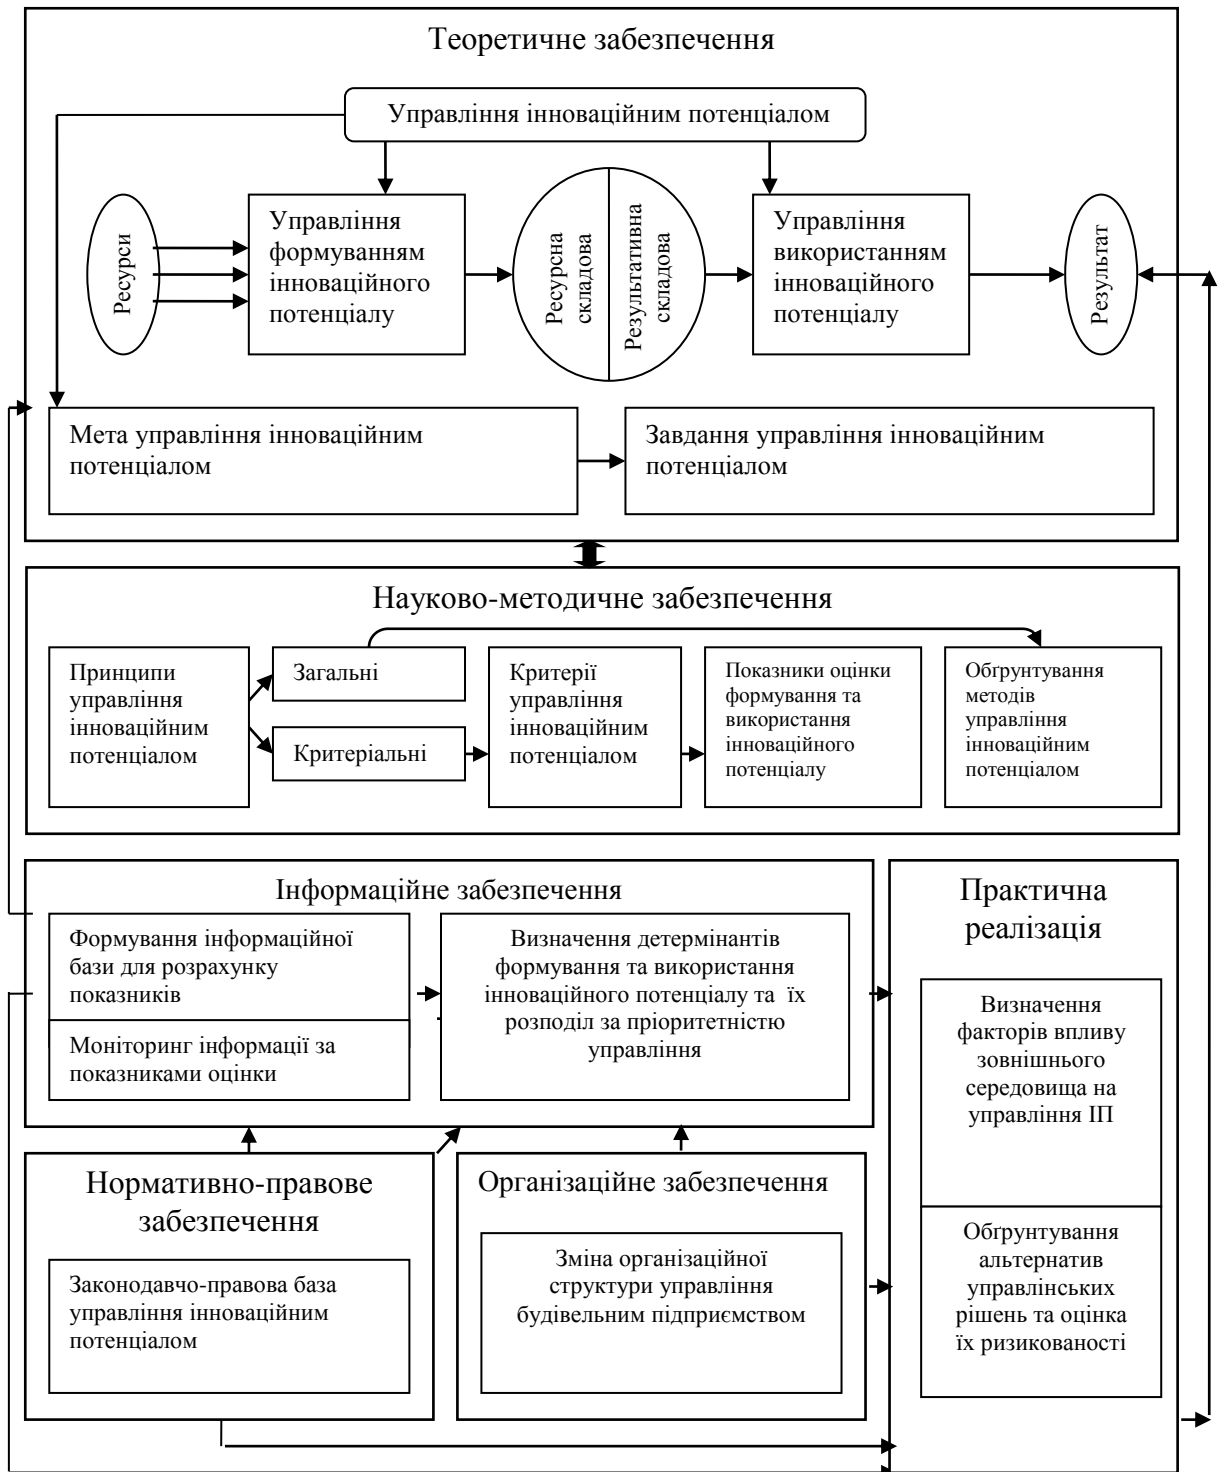 Теоретичне забезпечення
Управління інноваційним потенціалом
Ресурси
Управління
формуванням
інноваційного
потенціалу
Ресурсна
складова
Результативна
складова
Управління
використанням
інноваційного
потенціалу
Результат
Мета управління інноваційним
потенціалом
Завдання управління інноваційним
потенціалом
Науково-методичне забезпечення
Принципи
управління
інноваційним
потенціалом
Загальні
Критеріальні
Критерії
управління
інноваційним
потенціалом
Показники оцінки
формування та
використання
інноваційного
потенціалу
Обґрунтування
методів
управління
інноваційним
потенціалом
Інформаційне забезпечення
Формування інформаційної
бази для розрахунку
показників
Моніторинг інформації за
показниками оцінки
Визначення детермінантів
формування та використання
інноваційного потенціалу та їх
розподіл за пріоритетністю
управління
Практична
реалізація
Визначення
факторів впливу
зовнішнього
середовища на
управління ІП
Обґрунтування
альтернатив
управлінських
рішень та оцінка
їх ризикованості
Нормативно-правове
забезпечення
Законодавчо-правова база
управління інноваційним
потенціалом
Організаційне забезпечення
Зміна організаційної
структури управління
будівельним підприємством